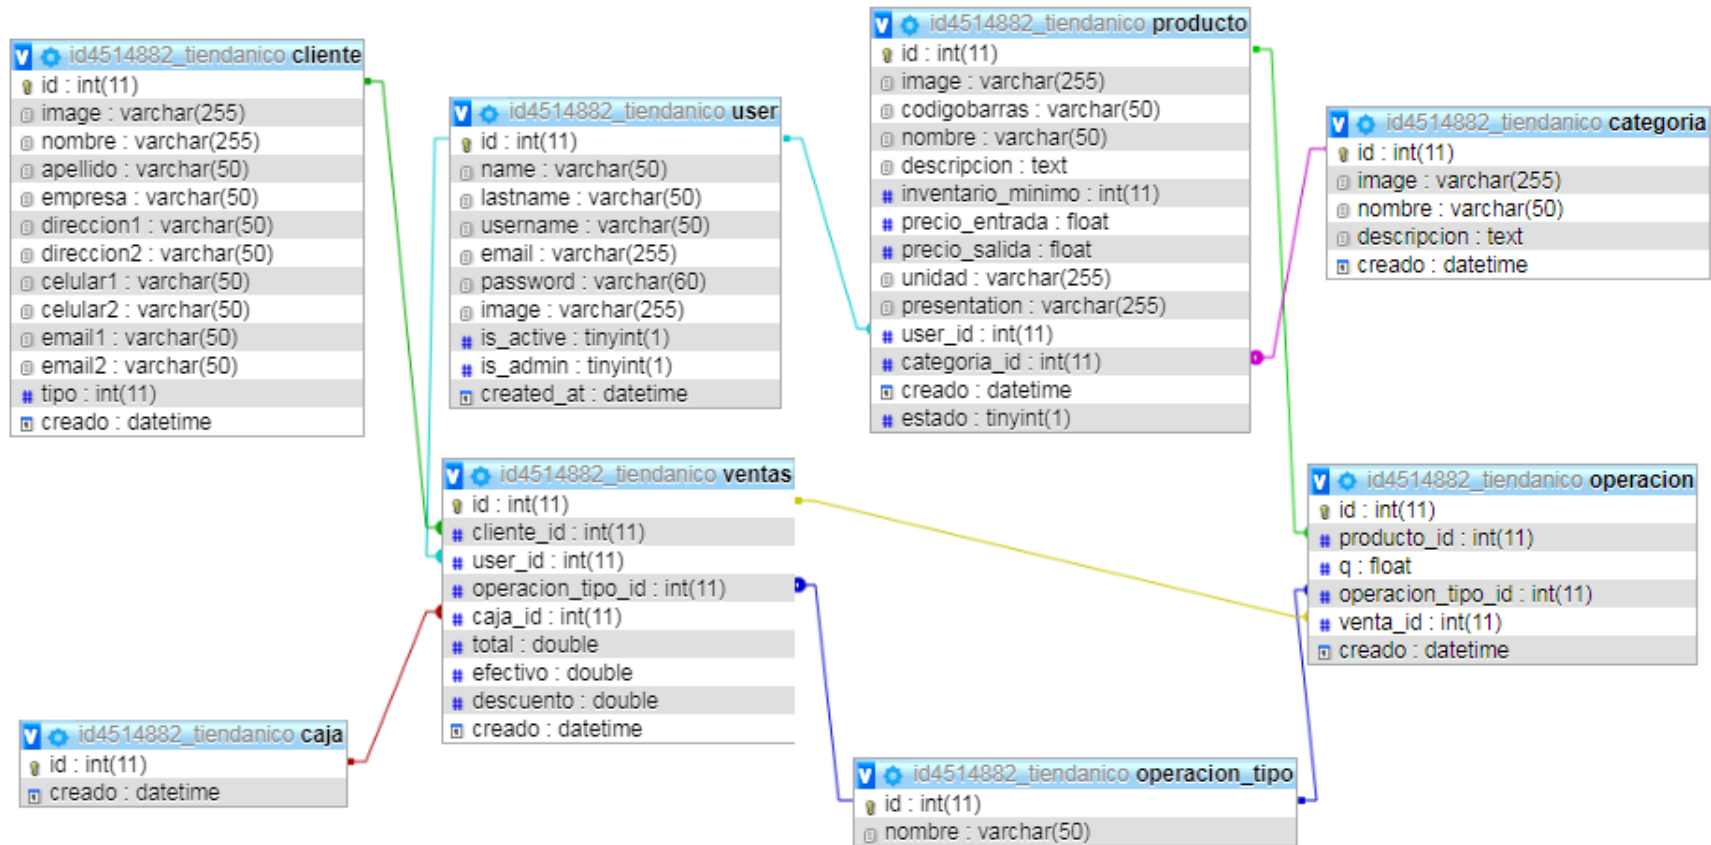 id4514882_tiendanico cliente
id : int(11)
image : varchar(255)
nombre : varchar(255)
apellido : varchar(50)
empresa : varchar(50)
direccion1 : varchar(50)
direccion2 : varchar(50)
celular1 : varchar(50)
celular2 : varchar(50)
email1 : varchar(50)
email2 : varchar(50)
tipo : int(11)
creado : datetime
id4514882_tiendanico user
id : int(11)
name : varchar(50)
lastname : varchar(50)
username : varchar(50)
email : varchar(255)
password : varchar(60)
image : varchar(255)
is_active : tinyint(1)
is_admin : tinyint(1)
created_at : datetime
id4514882_tiendanico producto
id : int(11)
image : varchar(255)
codigobarras : varchar(50)
nombre : varchar(50)
descripcion : text
inventario_minimo : int(11)
precio_entrada : float
precio_salida : float
unidad : varchar(255)
presentation : varchar(255)
user_id : int(11)
categoria_id : int(11)
creado : datetime
estado : tinyint(1)
id4514882_tiendanico categoria
id : int(11)
image : varchar(255)
nombre : varchar(50)
descripcion : text
creado : datetime
id4514882_tiendanico ventas
id : int(11)
cliente_id : int(11)
user_id : int(11)
operacion_tipo_id : int(11)
caja_id : int(11)
total : double
efectivo : double
descuento : double
creado : datetime
id4514882_tiendanico operacion
id : int(11)
producto_id : int(11)
q : float
operacion_tipo_id : int(11)
venta_id : int(11)
creado : datetime
id4514882_tiendanico caja
id : int(11)
creado : datetime
id4514882_tiendanico operacion_tipo
id : int(11)
nombre : varchar(50)